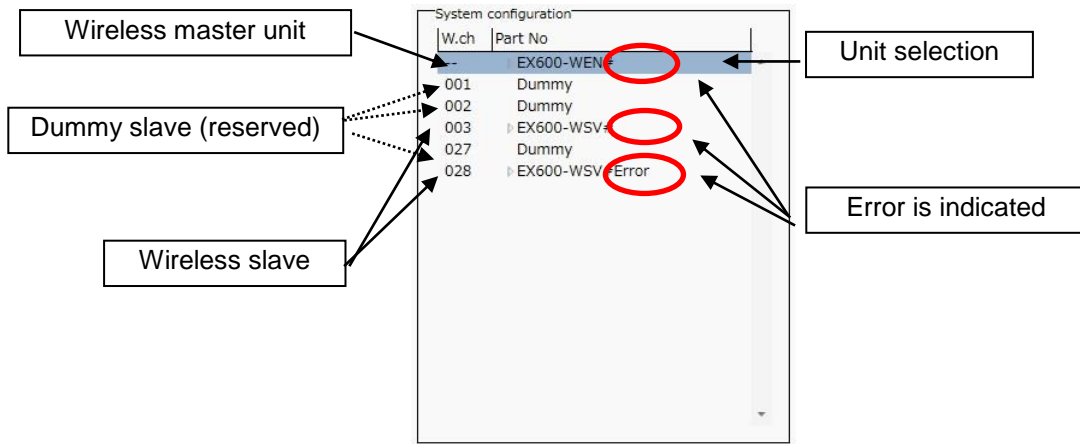 System configuration
W.ch Part No
Wireless master unit
Unit selection
-- EX600-WEN#
001 Dummy
002 Dummy
Dummy slave (reserved)
003 EX600-WSV#
027 Dummy
028 EX600-WSV #Error
Error is indicated
Wireless slave